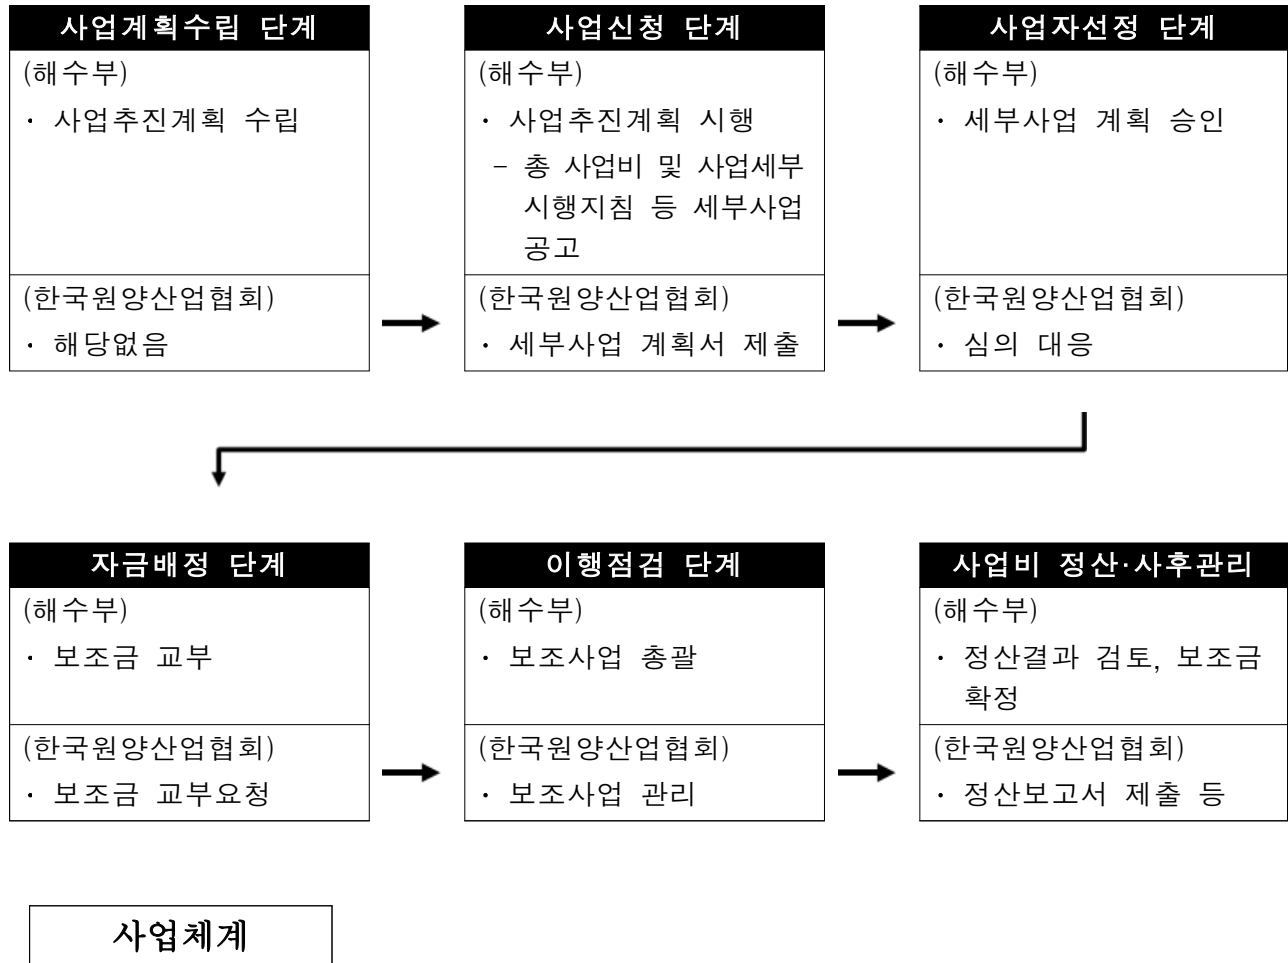 사업계획수립 단계
(해수부)
· 사업추진계획 수립
(한국원양산업협회)
· 해당없음
사업신청 단계
(해수부)
· 사업추진계획 시행
- 총 사업비 및 사업세부
시행지침 등 세부사업
공고
(한국원양산업협회)
· 세부사업 계획서 제출
사업자선정 단계
(해수부)
· 세부사업 계획 승인
(한국원양산업협회)
· 심의 대응
자금배정 단계
(해수부)
· 보조금 교부
(한국원양산업협회)
· 보조금 교부요청
이행점검 단계
(해수부)
· 보조사업 총괄
(한국원양산업협회)
· 보조사업 관리
사업비 정산·사후관리
(해수부)
· 정산결과 검토, 보조금
확정
(한국원양산업협회)
· 정산보고서 제출 등
사업체계